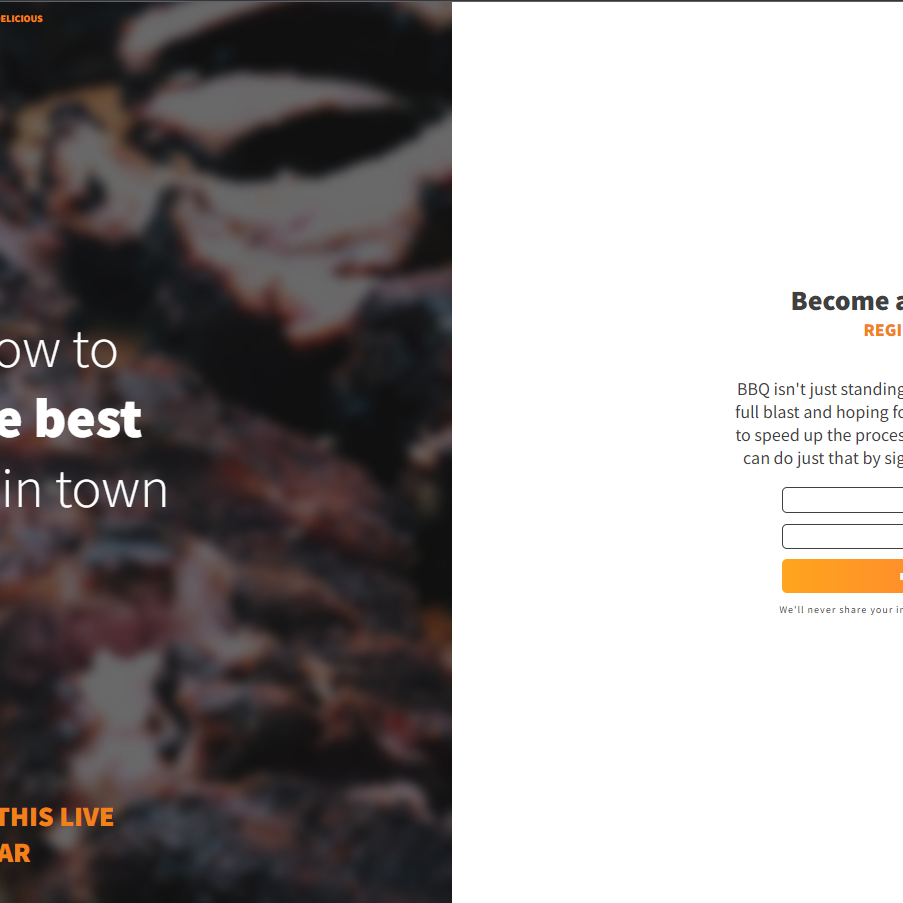 ELICIOUS
ow to
e best
in town
THIS LIVE
AR
Become a
REGI
BBQ isn't just standing
full blast and hoping fo
to speed up the proces
can do just that by sig
We'll never share your in